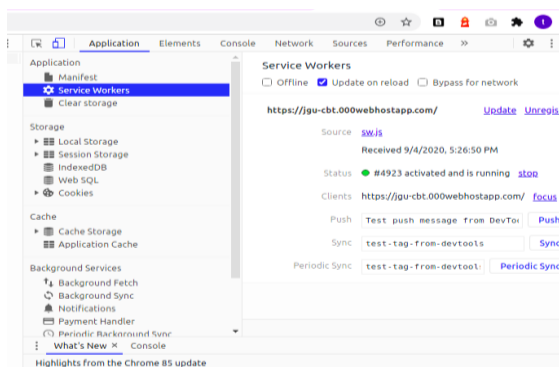 Application Elements Console Network Sources Performance »
Application
Manifest
Service Workers
Clear storage
Storage
Local Storage
Session Storage
IndexedDB
Web SQL
Cookies
Cache
Cache Storage
Application Cache
Background Services
Background Fetch
Background Sync
Notifications
Payment Handler
Periodic Background Sync
Service Workers
Offline Update on reload Bypass for network
https://jgu-cbt.000webhostapp.com/ Update Unregis
Source sw.js
Received 9/4/2020, 5:26:50 PM
Status #4923 activated and is running stop
Clients https://jgu-cbt.000webhostapp.com/ focus
Push Test push message from DevToo Push
Sync test-tag-from-devtools Sync
Periodic Sync test-tag-from-devtool Periodic Sync
What's New × Console
Highlights from the Chrome 85 update